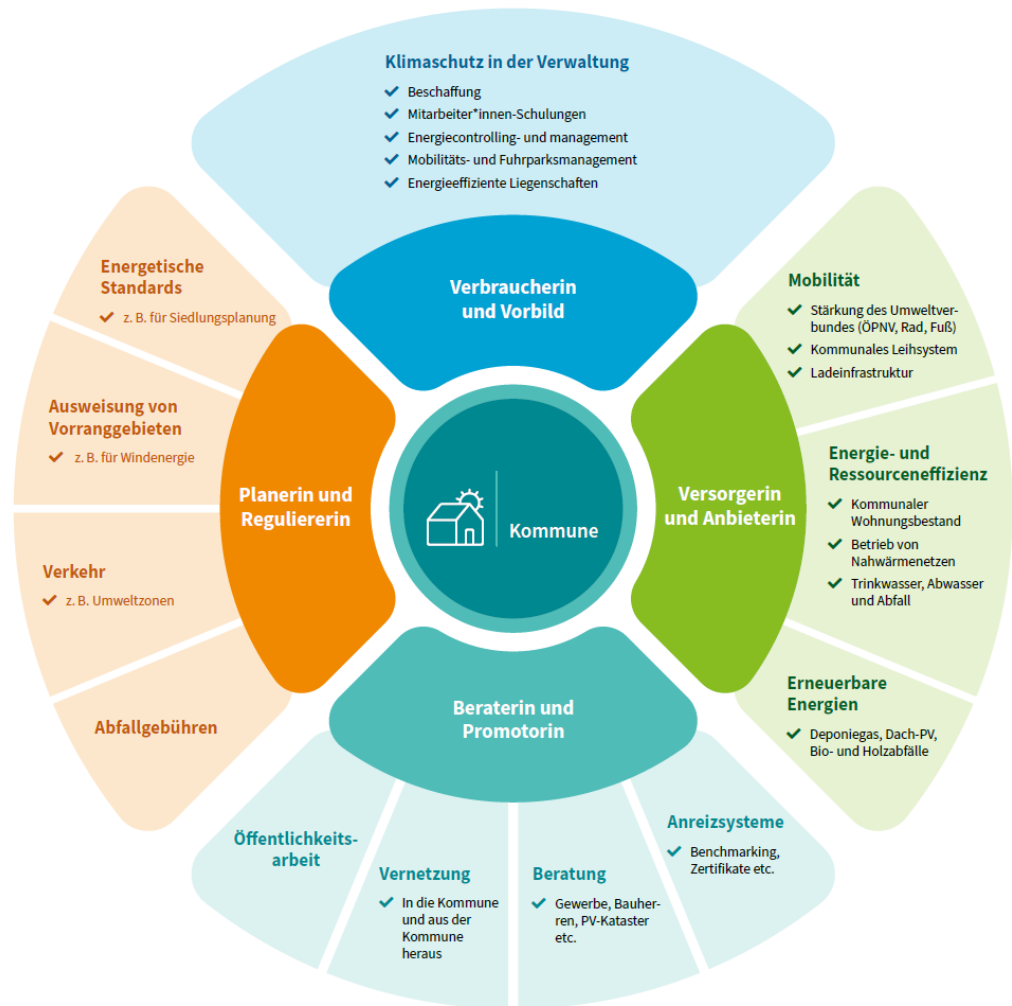 Klimaschutz in der Verwaltung
Beschaffung
Mitarbeiter*innen-Schulungen
Energiecontrolling- und management
Mobilitäts- und Fuhrparksmanagement
Energieeffiziente Liegenschaften
Verbraucherin
und Vorbild
Mobilität
Stärkung des Umweltver-
bundes (ÖPNV, Rad, Fuß)
Kommunales Leihsystem
Ladeinfrastruktur
Energie- und
Ressourceneffizienz
Kommunaler
Wohnungsbestand
Betrieb von
Nahwärmenetzen
Trinkwasser, Abwasser
und Abfall
Erneuerbare
Energien
Deponiegas, Dach-PV,
Bio- und Holzabfälle
Versorgerin
und Anbieterin
Kommune
Planerin und
Reguliererin
Energetische
Standards
z. B. für Siedlungsplanung
Ausweisung von
Vorranggebieten
z. B. für Windenergie
Verkehr
z. B. Umweltzonen
Abfallgebühren
Beraterin und
Promotorin
Öffentlichkeits-
arbeit
Vernetzung
In die Kommune
und aus der
Kommune
heraus
Beratung
Gewerbe, Bauher-
ren, PV-Kataster
etc.
Anreizsysteme
Benchmarking,
Zertifikate etc.